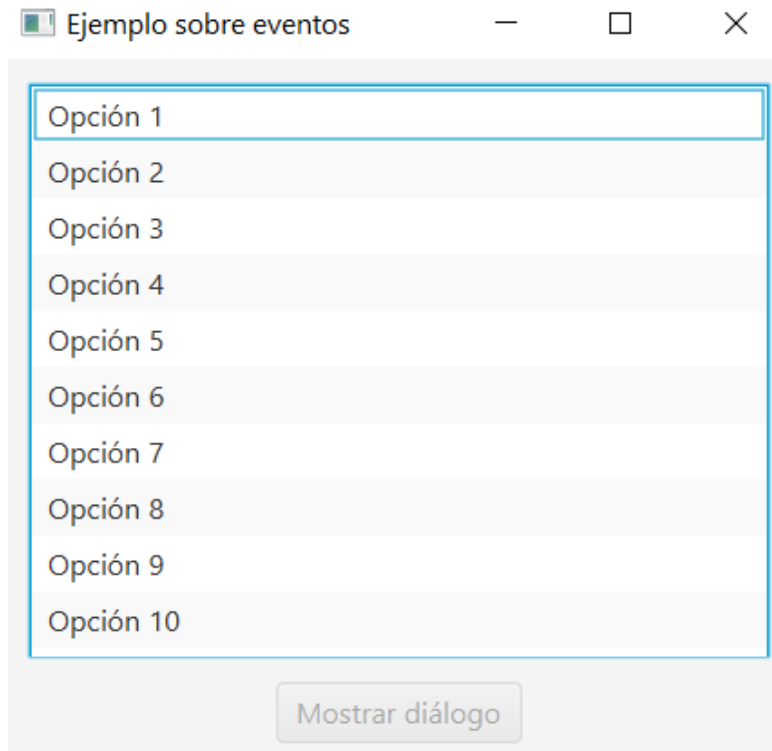 Ejemplo sobre eventos
Opción 1
Opción 2
Opción 3
Opción 4
Opción 5
Opción 6
Opción 7
Opción 8
Opción 9
Opción 10
Mostrar diálogo